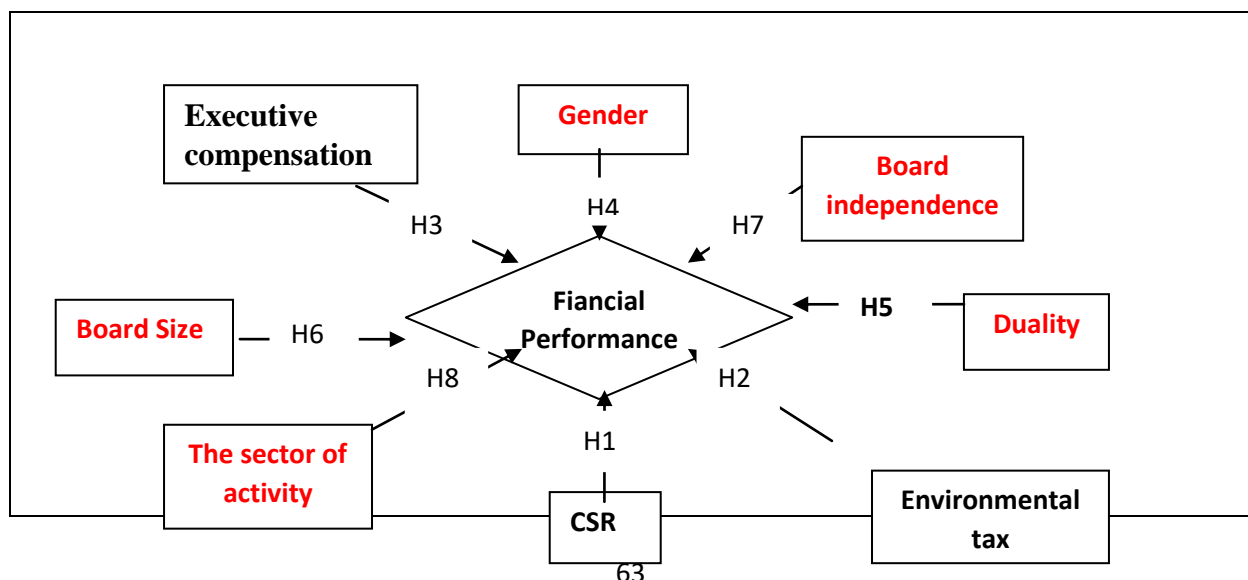 Executive
compensation
Gender
Board
independence
H3
H4
H7
Board Size
H6
Fiancial
Performance
H5
Duality
H8
H2
The sector of
activity
H1
CSR
Environmental
tax
63